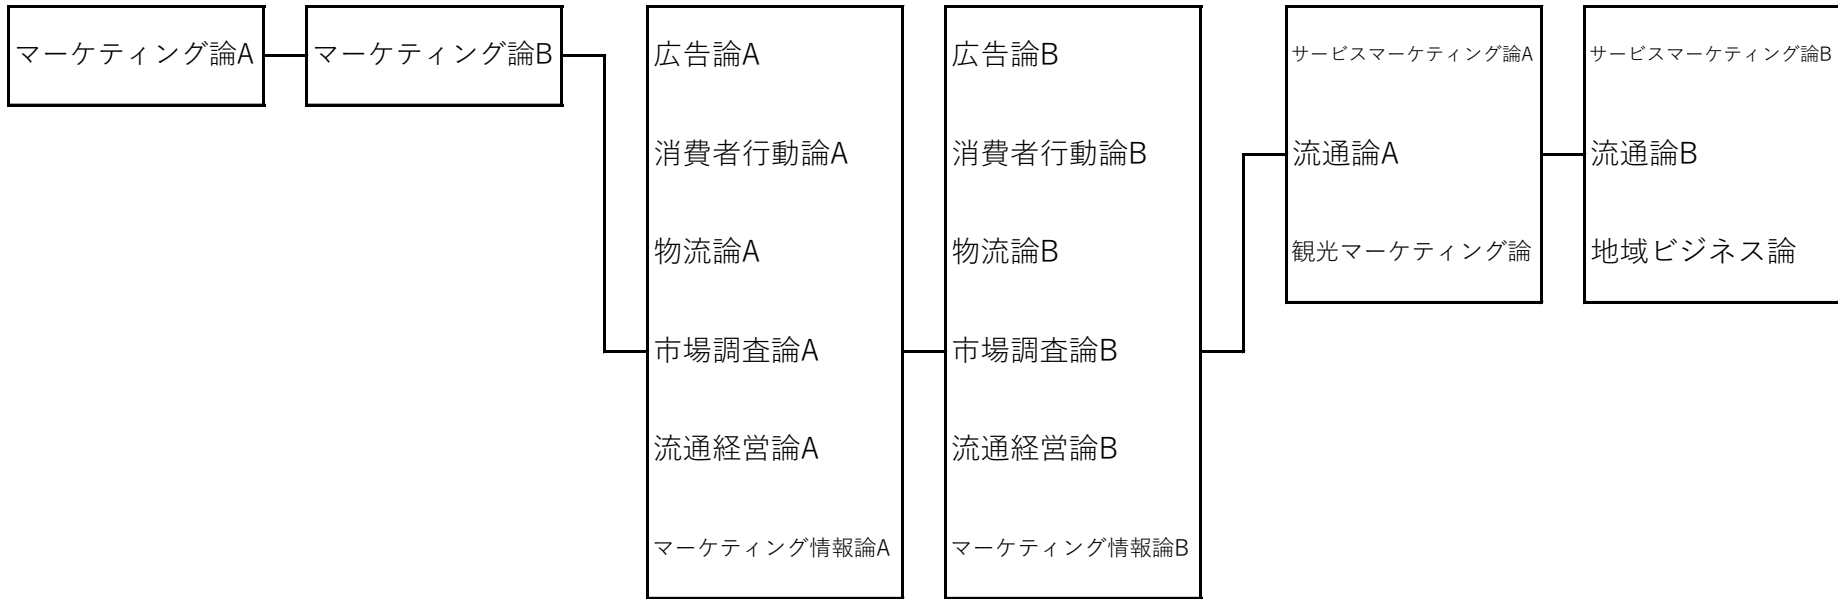 マーケティング論A
マーケティング論B
広告論A
消費者行動論A
物流論A
市場調査論A
流通経営論A
マーケティング情報論A
広告論B
消費者行動論B
物流論B
市場調査論B
流通経営論B
マーケティング情報論B
サービスマーケティング論A
流通論A
観光マーケティング論
サービスマーケティング論B
流通論B
地域ビジネス論